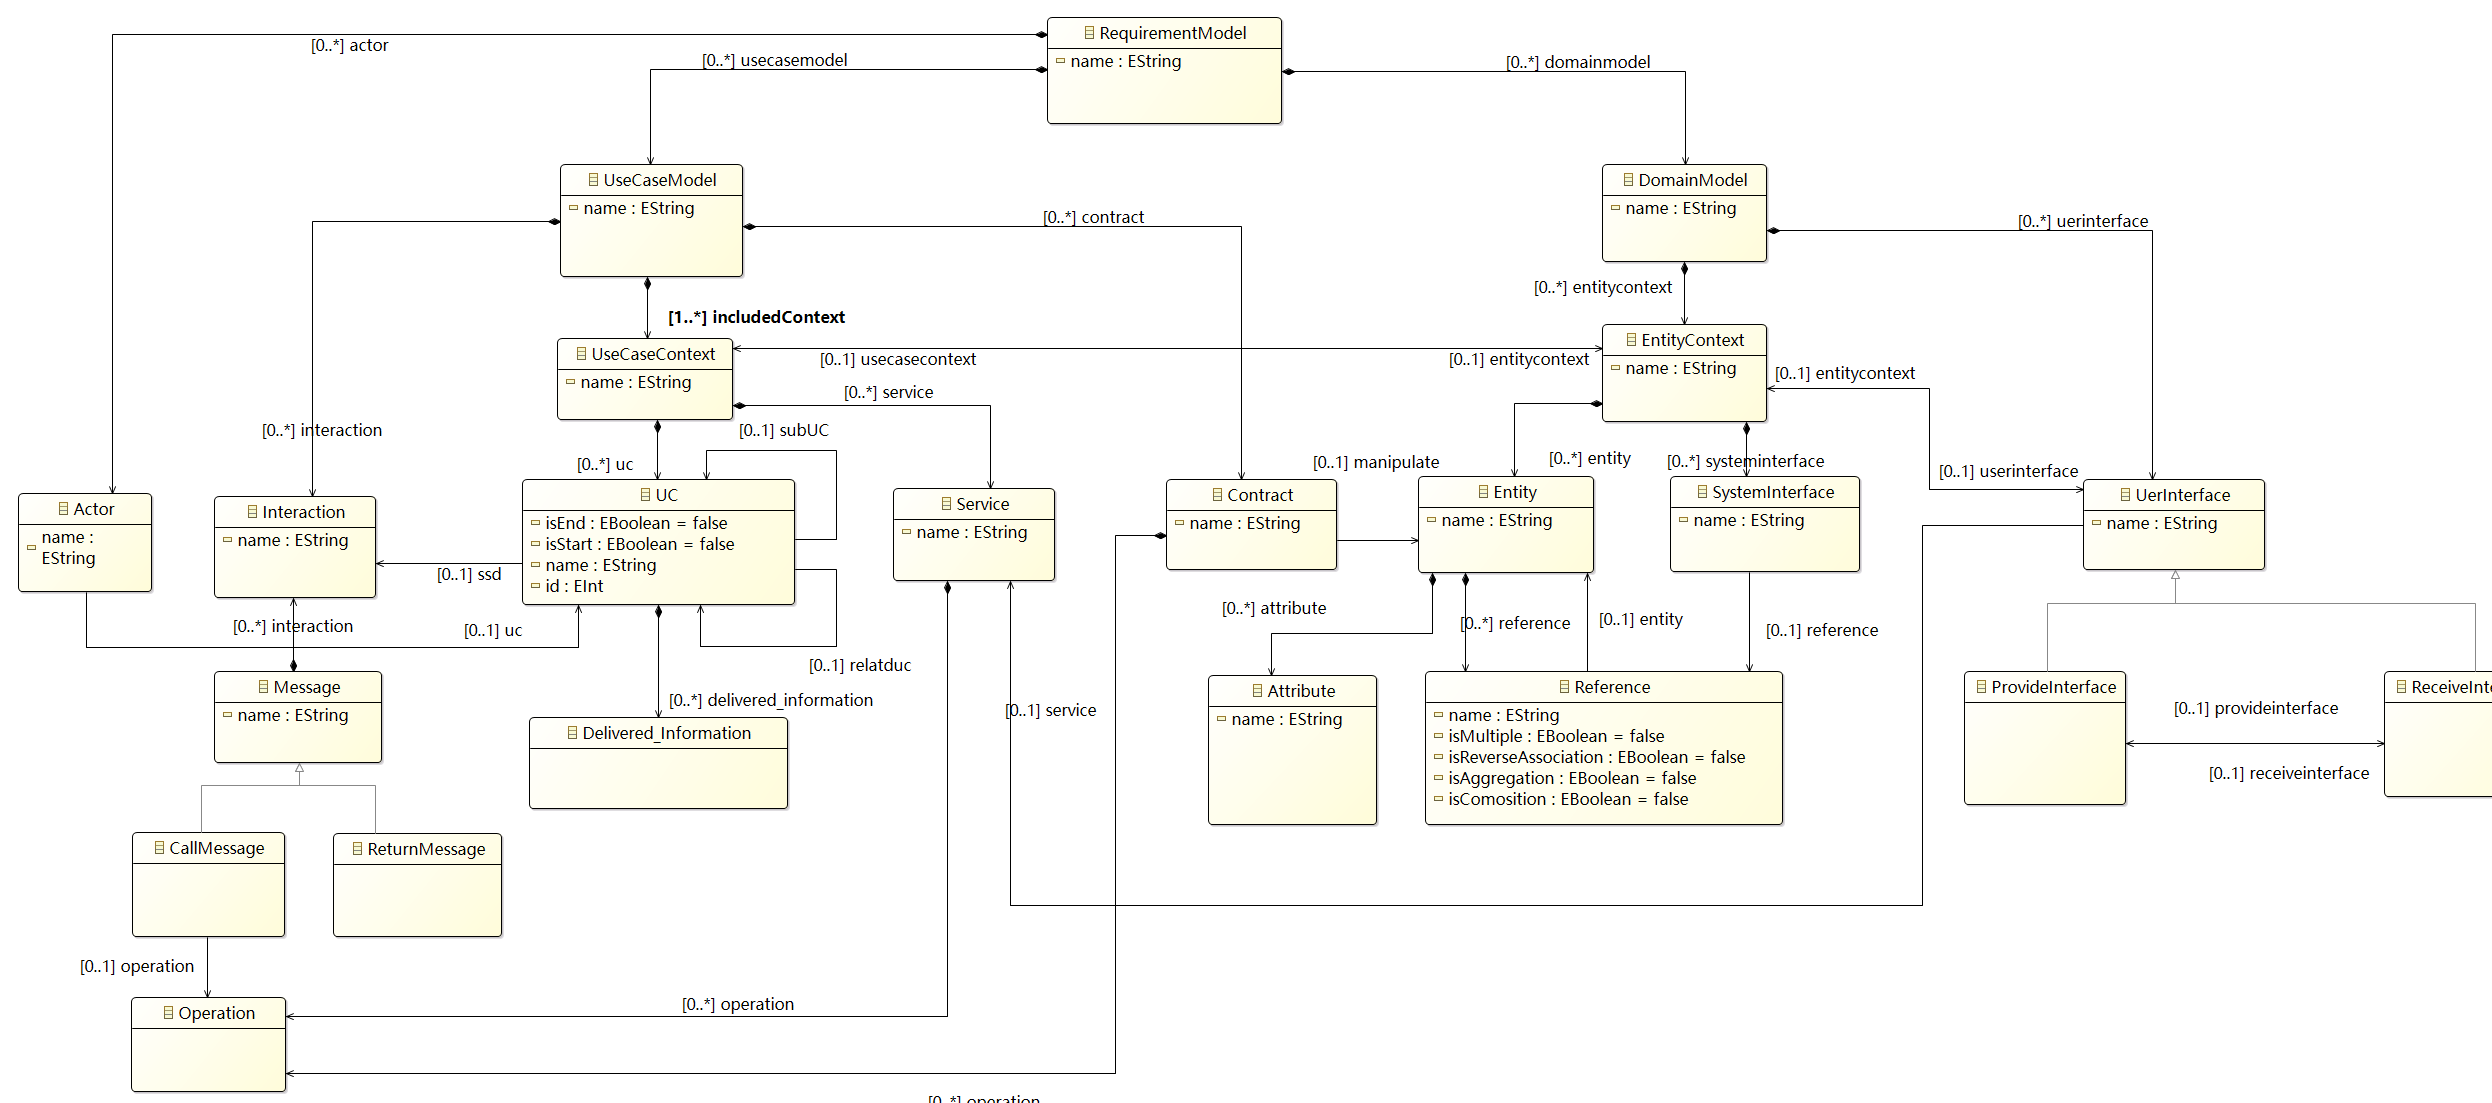 RequirementModel
name : EString
[0..*] actor
[0..*] usecasemodel
[0..*] domainmodel
UseCaseModel
name : EString
DomainModel
name : EString
[0..*] contract
[0..*] uerinterface
[0..*] entitycontext
[1..*] includedContext
UseCaseContext
name : EString
EntityContext
name : EString
[0..1] usecasecontext
[0..1] entitycontext
[0..1] entitycontext
[0..*] service
[0..*] interaction
[0..1] subUC
[0..*] uc
[0..1] manipulate
[0..*] entity
[0..*] systeminterface
[0..1] userinterface
Actor
name :
EString
Interaction
name : EString
UC
isEnd : EBoolean = false
isStart : EBoolean = false
name : EString
id : EInt
Service
name : EString
Contract
name : EString
Entity
name : EString
SystemInterface
name : EString
UerInterface
name : EString
[0..1] ssd
[0..*] interaction
[0..1] uc
[0..*] attribute
[0..*] reference
[0..1] entity
[0..1] reference
[0..1] relatduc
Message
name : EString
[0..*] delivered_information
[0..1] service
Delivered_Information
Attribute
name : EString
Reference
name : EString
isMultiple : EBoolean = false
isReverseAssociation : EBoolean = false
isAggregation : EBoolean = false
isComosition : EBoolean = false
ProvideInterface
[0..1] provideinterface
[0..1] receiveinterface
CallMessage
ReturnMessage
[0..1] operation
Operation
[0..*] operation
[0..*] operation